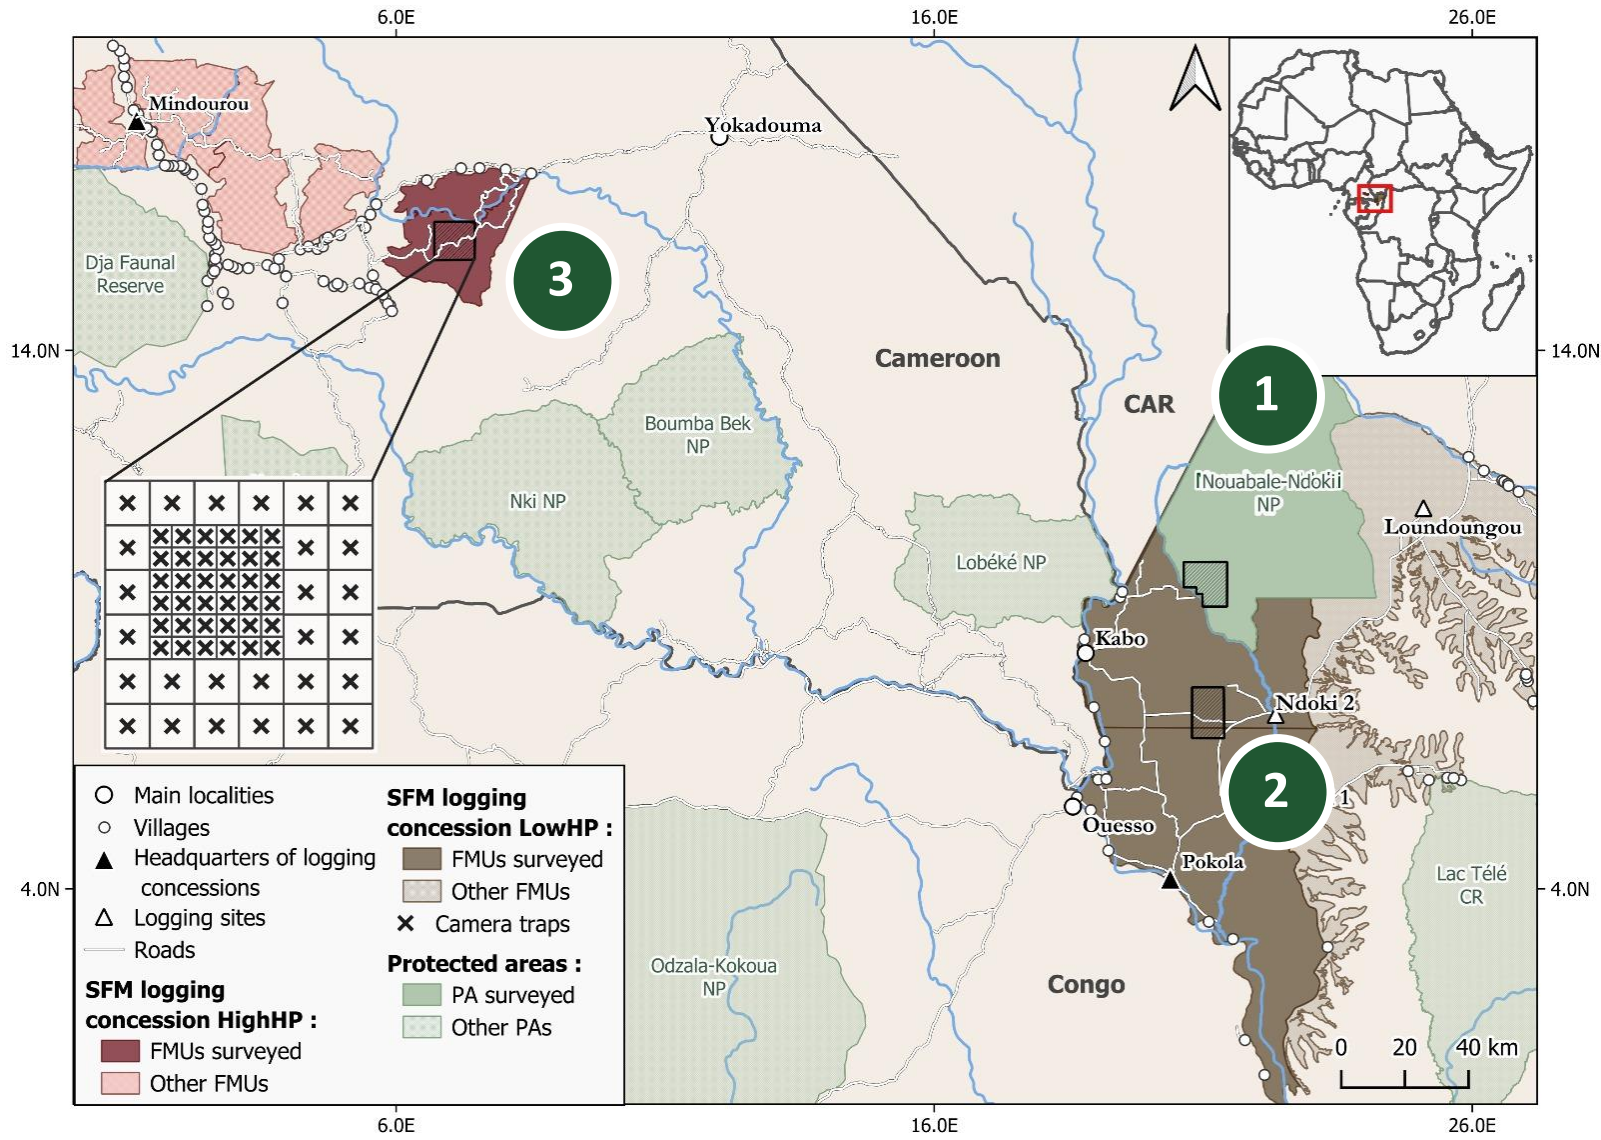 6.0E
16.0E
26.0E
Mindourou
Yokadouma
Dja Faunal
Reserve
3
14.0N
14.0N
Cameroon
CAR
1
Boumba Bek
NP
Nki NP
Nouabale-Ndoki
NP
Loundoungou
Lobéké NP
Kabo
Ndoki 2
2
1
Ouesso
Pokola
4.0N
4.0N
Lac Télé
CR
Odzala-Kokoua
NP
Congo
Main localities
Villages
Headquarters of logging
concessions
Logging sites
Roads
SFM logging
concession HighHP :
FMUs surveyed
Other FMUs
SFM logging
concession LowHP :
FMUs surveyed
Other FMUs
Camera traps
Protected areas :
PA surveyed
Other PAs
0 20 40 km
6.0E
16.0E
26.0E